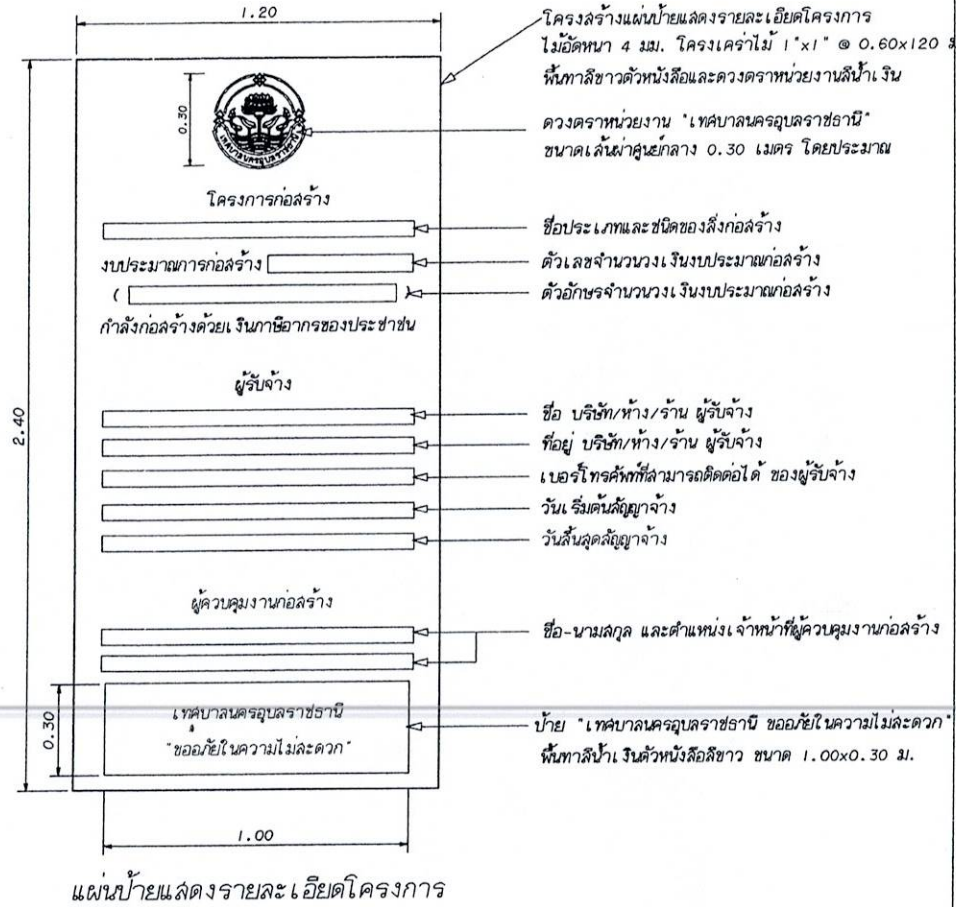 1.20
โครงสร้างแผ่นป้ายแสดงรายละเอียดโครงการ
ไม้อัดหนา 4 มม. โครงเคร่าไม้ 1"x1" @ 0.60x120
พื้นทาสีขาวตัวหนังสือและดวงตราหน่วยงานสีน้ำเงิน
0.30
เทศบาลนครอุบลราชธานี
ดวงตราหน่วยงาน "เทศบาลนครอุบลราชธานี"
ขนาดเส้นผ่าศูนย์กลาง 0.30 เมตร โดยประมาณ
โครงการก่อสร้าง
ชื่อประเภทและชนิดของสิ่งก่อสร้าง
งบประมาณการก่อสร้าง
ตัวเลขจำนวนวงเงินงบประมาณก่อสร้าง
( )
ตัวอักษรจำนวนวงเงินงบประมาณก่อสร้าง
กำลังก่อสร้างด้วยเงินภาษีอากรของประชาชน
2.40
ผู้รับจ้าง
ชื่อ บริษัท/ห้าง/ร้าน ผู้รับจ้าง
ที่อยู่ บริษัท/ห้าง/ร้าน ผู้รับจ้าง
เบอร์โทรศัพท์ที่สามารถติดต่อได้ ของผู้รับจ้าง
วันเริ่มต้นสัญญาจ้าง
วันสิ้นสุดสัญญาจ้าง
ผู้ควบคุมงานก่อสร้าง
ชื่อ-นามสกุล และตำแหน่งเจ้าหน้าที่ผู้ควบคุมงานก่อสร้าง
0.30
เทศบาลนครอุบลราชธานี
"ขออภัยในความไม่สะดวก"
ป้าย "เทศบาลนครอุบลราชธานี ขออภัยในความไม่สะดวก"
พื้นทาสีน้ำเงินตัวหนังสือสีขาว ขนาด 1.00x0.30 ม.
1.00
แผ่นป้ายแสดงรายละเอียดโครงการ